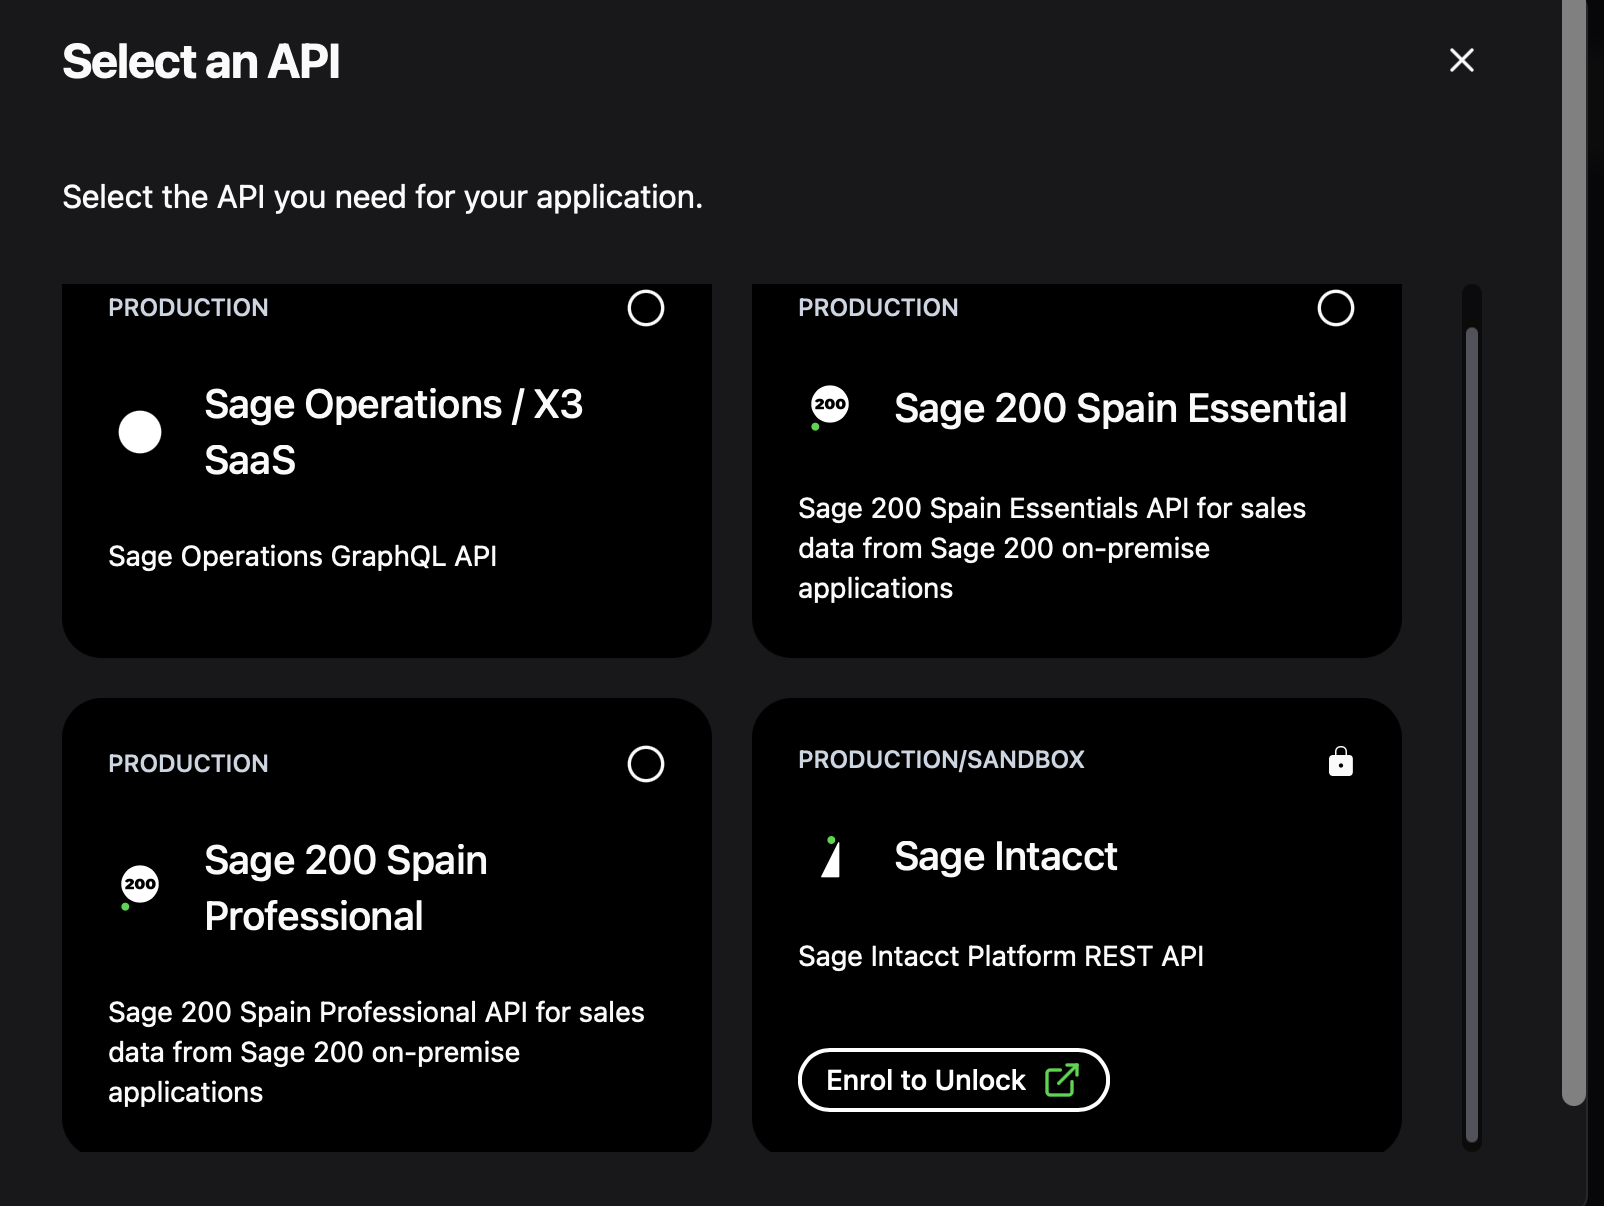 Select an API
Select the API you need for your application.
PRODUCTION
Sage Operations / X3
SaaS
Sage Operations GraphQL API
PRODUCTION
200
Sage 200 Spain Essential
Sage 200 Spain Essentials API for sales
data from Sage 200 on-premise
applications
PRODUCTION
200
Sage 200 Spain
Professional
Sage 200 Spain Professional API for sales
data from Sage 200 on-premise
applications
PRODUCTION/SANDBOX
Sage Intacct
Sage Intacct Platform REST API
Enrol to Unlock